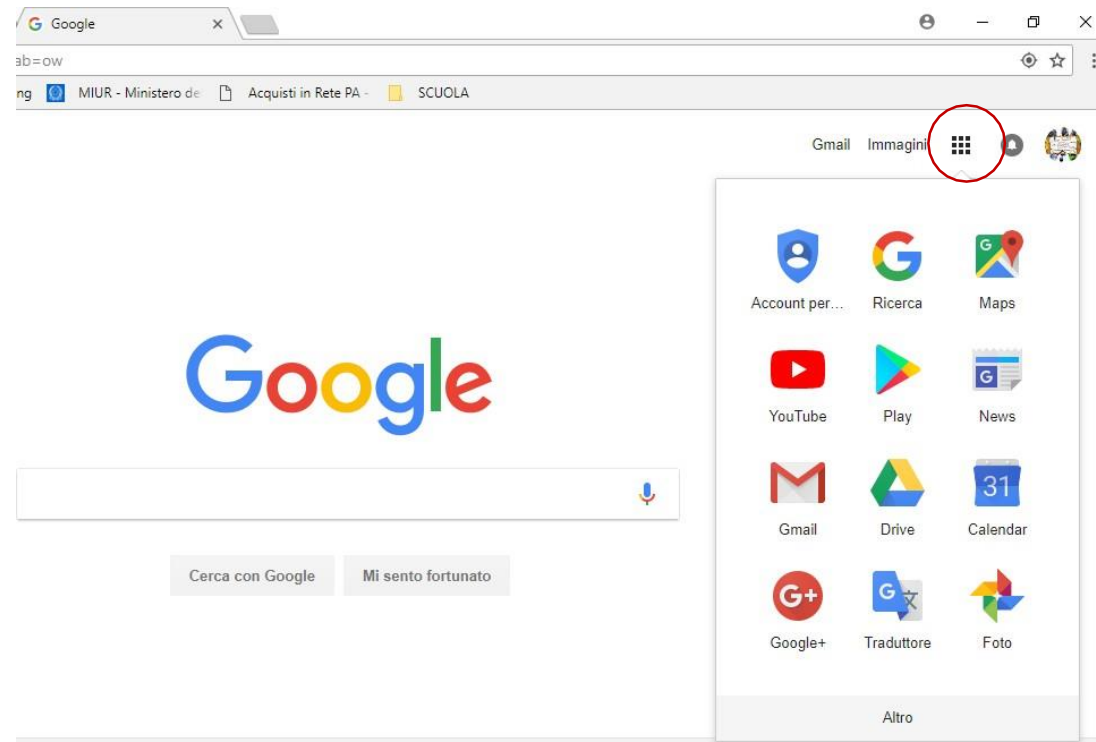 Google
ab=ow
ng MIUR - Ministero de Acquisti in Rete PA - SCUOLA
Gmail Immagini
Account per... Ricerca Maps
Google
YouTube Play News
Gmail Drive Calendar
Cerca con Google Mi sento fortunato
Google+ Traduttore Foto
Altro